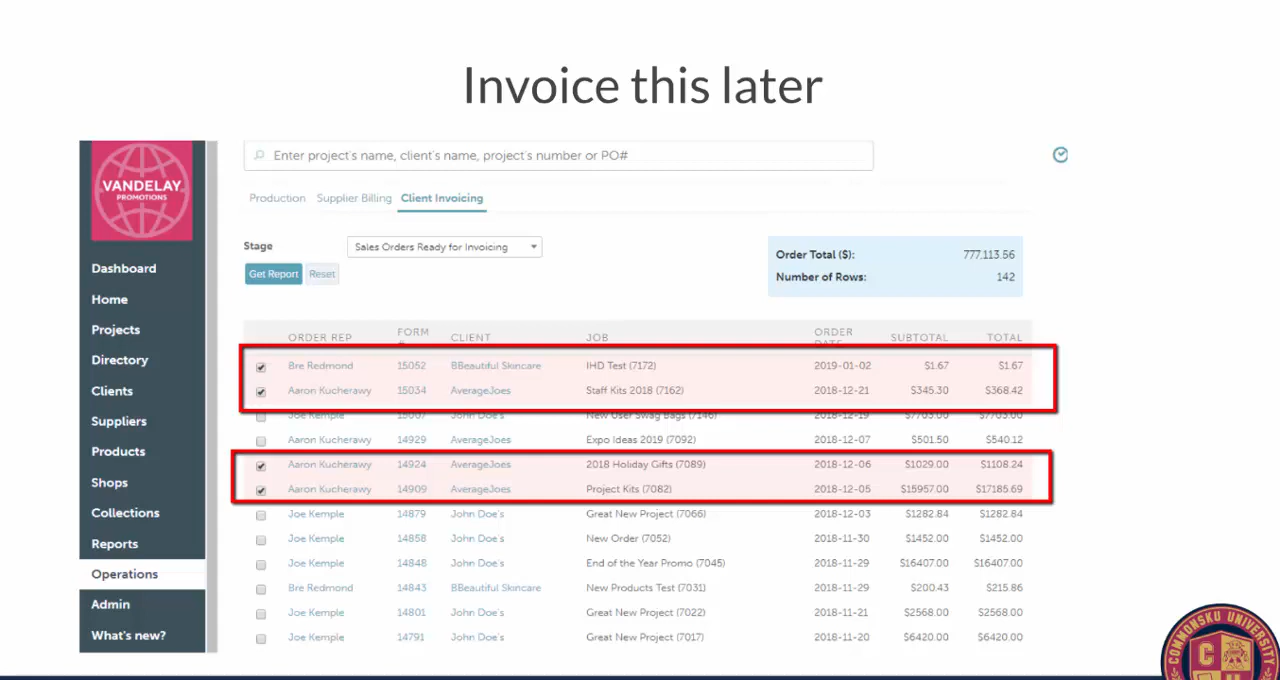 Invoice this later
VANDELAY
PROMOTIONS
Enter project's name, client's name, project's number or PO#
Production Supplier Billing Client Invoicing
Stage Sales Orders Ready for Invoicing
Get Report Reset
Order Total ($): 777,113.56
Number of Rows: 142
Dashboard
Home
Projects
Directory
Clients
Suppliers
Products
Shops
Collections
Reports
Operations
Admin
What's new?
ORDER REP FORM CLIENT JOB ORDER DATE SUBTOTAL TOTAL
Bre Redmond 15052 BBeautiful Skincare IHD Test (7172) 2019-01-02 $1.67 $1.67
Aaron Kucherawy 15034 AverageJoes Staff Kits 2018 (7162) 2018-12-21 $345.30 $368.42
Joe Kemple 15007 John Doe's New User Swag Bags (7146) 2018-12-19 $7703.00 $7703.00
Aaron Kucherawy 14929 AverageJoes Expo Ideas 2019 (7092) 2018-12-07 $501.50 $540.12
Aaron Kucherawy 14924 AverageJoes 2018 Holiday Gifts (7089) 2018-12-06 $1029.00 $1108.24
Aaron Kucherawy 14909 AverageJoes Project Kits (7082) 2018-12-05 $15957.00 $17185.69
Joe Kemple 14879 John Doe's Great New Project (7066) 2018-12-03 $1282.84 $1282.84
Joe Kemple 14858 John Doe's New Order (7052) 2018-11-30 $1452.00 $1452.00
Joe Kemple 14848 John Doe's End of the Year Promo (7045) 2018-11-29 $16407.00 $16407.00
Bre Redmond 14843 BBeautiful Skincare New Products Test (7031) 2018-11-29 $200.43 $215.86
Joe Kemple 14801 John Doe's Great New Project (7022) 2018-11-21 $2568.00 $2568.00
Joe Kemple 14791 John Doe's Great New Project (7017) 2018-11-20 $6420.00 $6420.00
COMMONSKU UNIVERSITY
C U